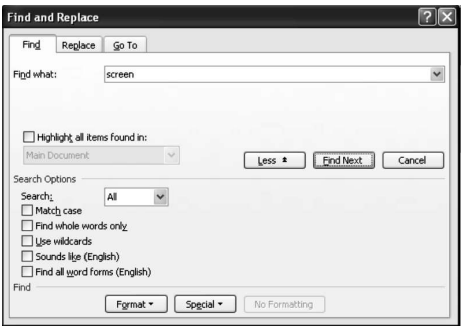 Find and Replace
Find Replace Go To
Find what: screen
Highlight all items found in:
Main Document
Less Find Next Cancel
Search Options
Search: All
Match case
Find whole words only
Use wildcards
Sounds like (English)
Find all word forms (English)
Find
Format Special No Formatting